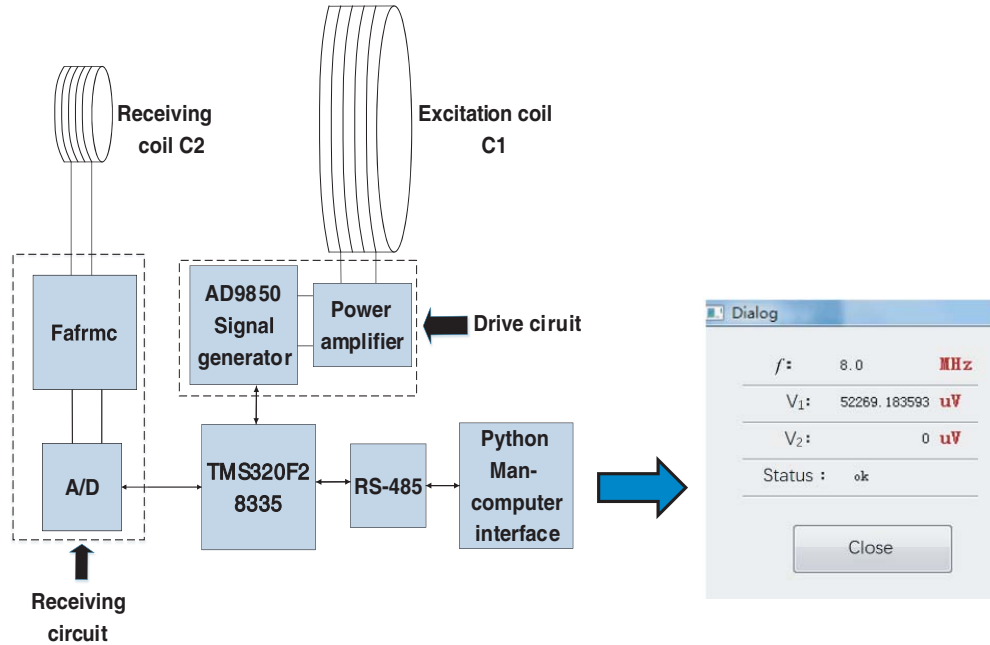 Receiving
coil C2
Excitation coil
C1
Fafrmc
AD9850
Signal
generator
Power
amplifier
Drive ciruit
A/D
TMS320F2
8335
RS-485
Python
Man-
computer
interface
Receiving
circuit
Dialog
f: 8.0 MHz
V₁: 52269.183593 uV
V₂: 0 uV
Status : ok
Close